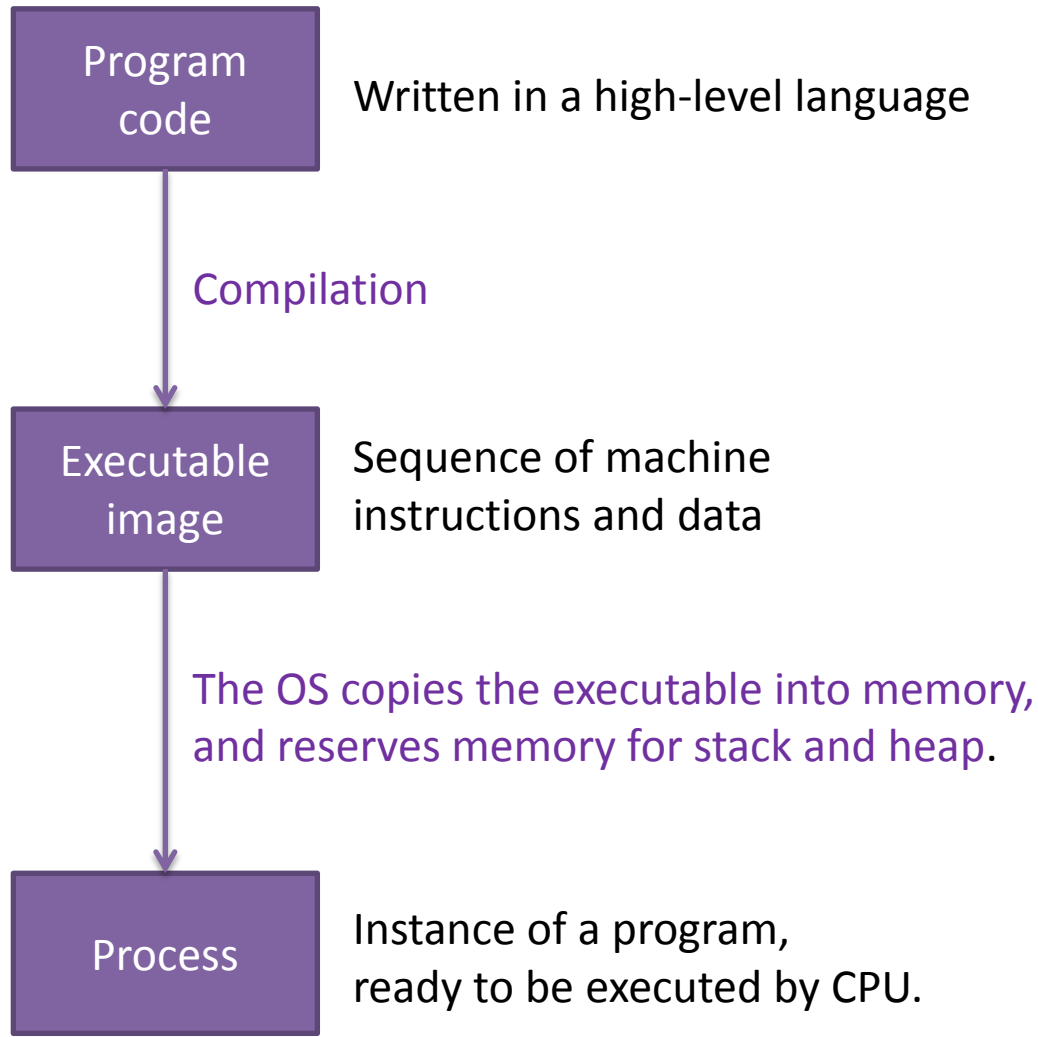 Program
code
Written in a high-level language
Compilation
Executable
image
Sequence of machine
instructions and data
The OS copies the executable into memory,
and reserves memory for stack and heap.
Process
Instance of a program,
ready to be executed by CPU.